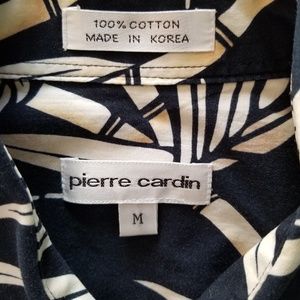 100% COTTON
MADE IN KOREA
pierre cardin
M